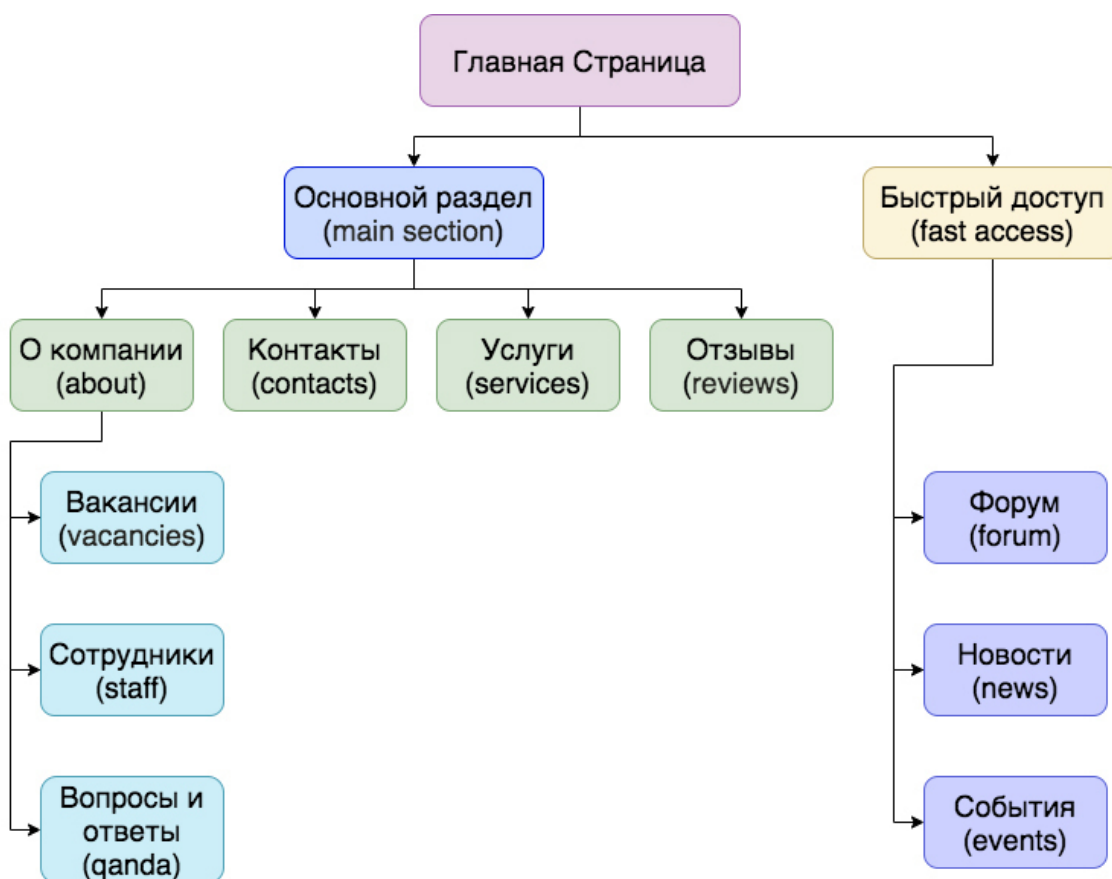 Главная Страница
Основной раздел
(main section)
Быстрый доступ
(fast access)
О компании
(about)
Контакты
(contacts)
Услуги
(services)
Отзывы
(reviews)
Вакансии
(vacancies)
Форум
(forum)
Сотрудники
(staff)
Новости
(news)
Вопросы и
ответы
(qanda)
События
(events)